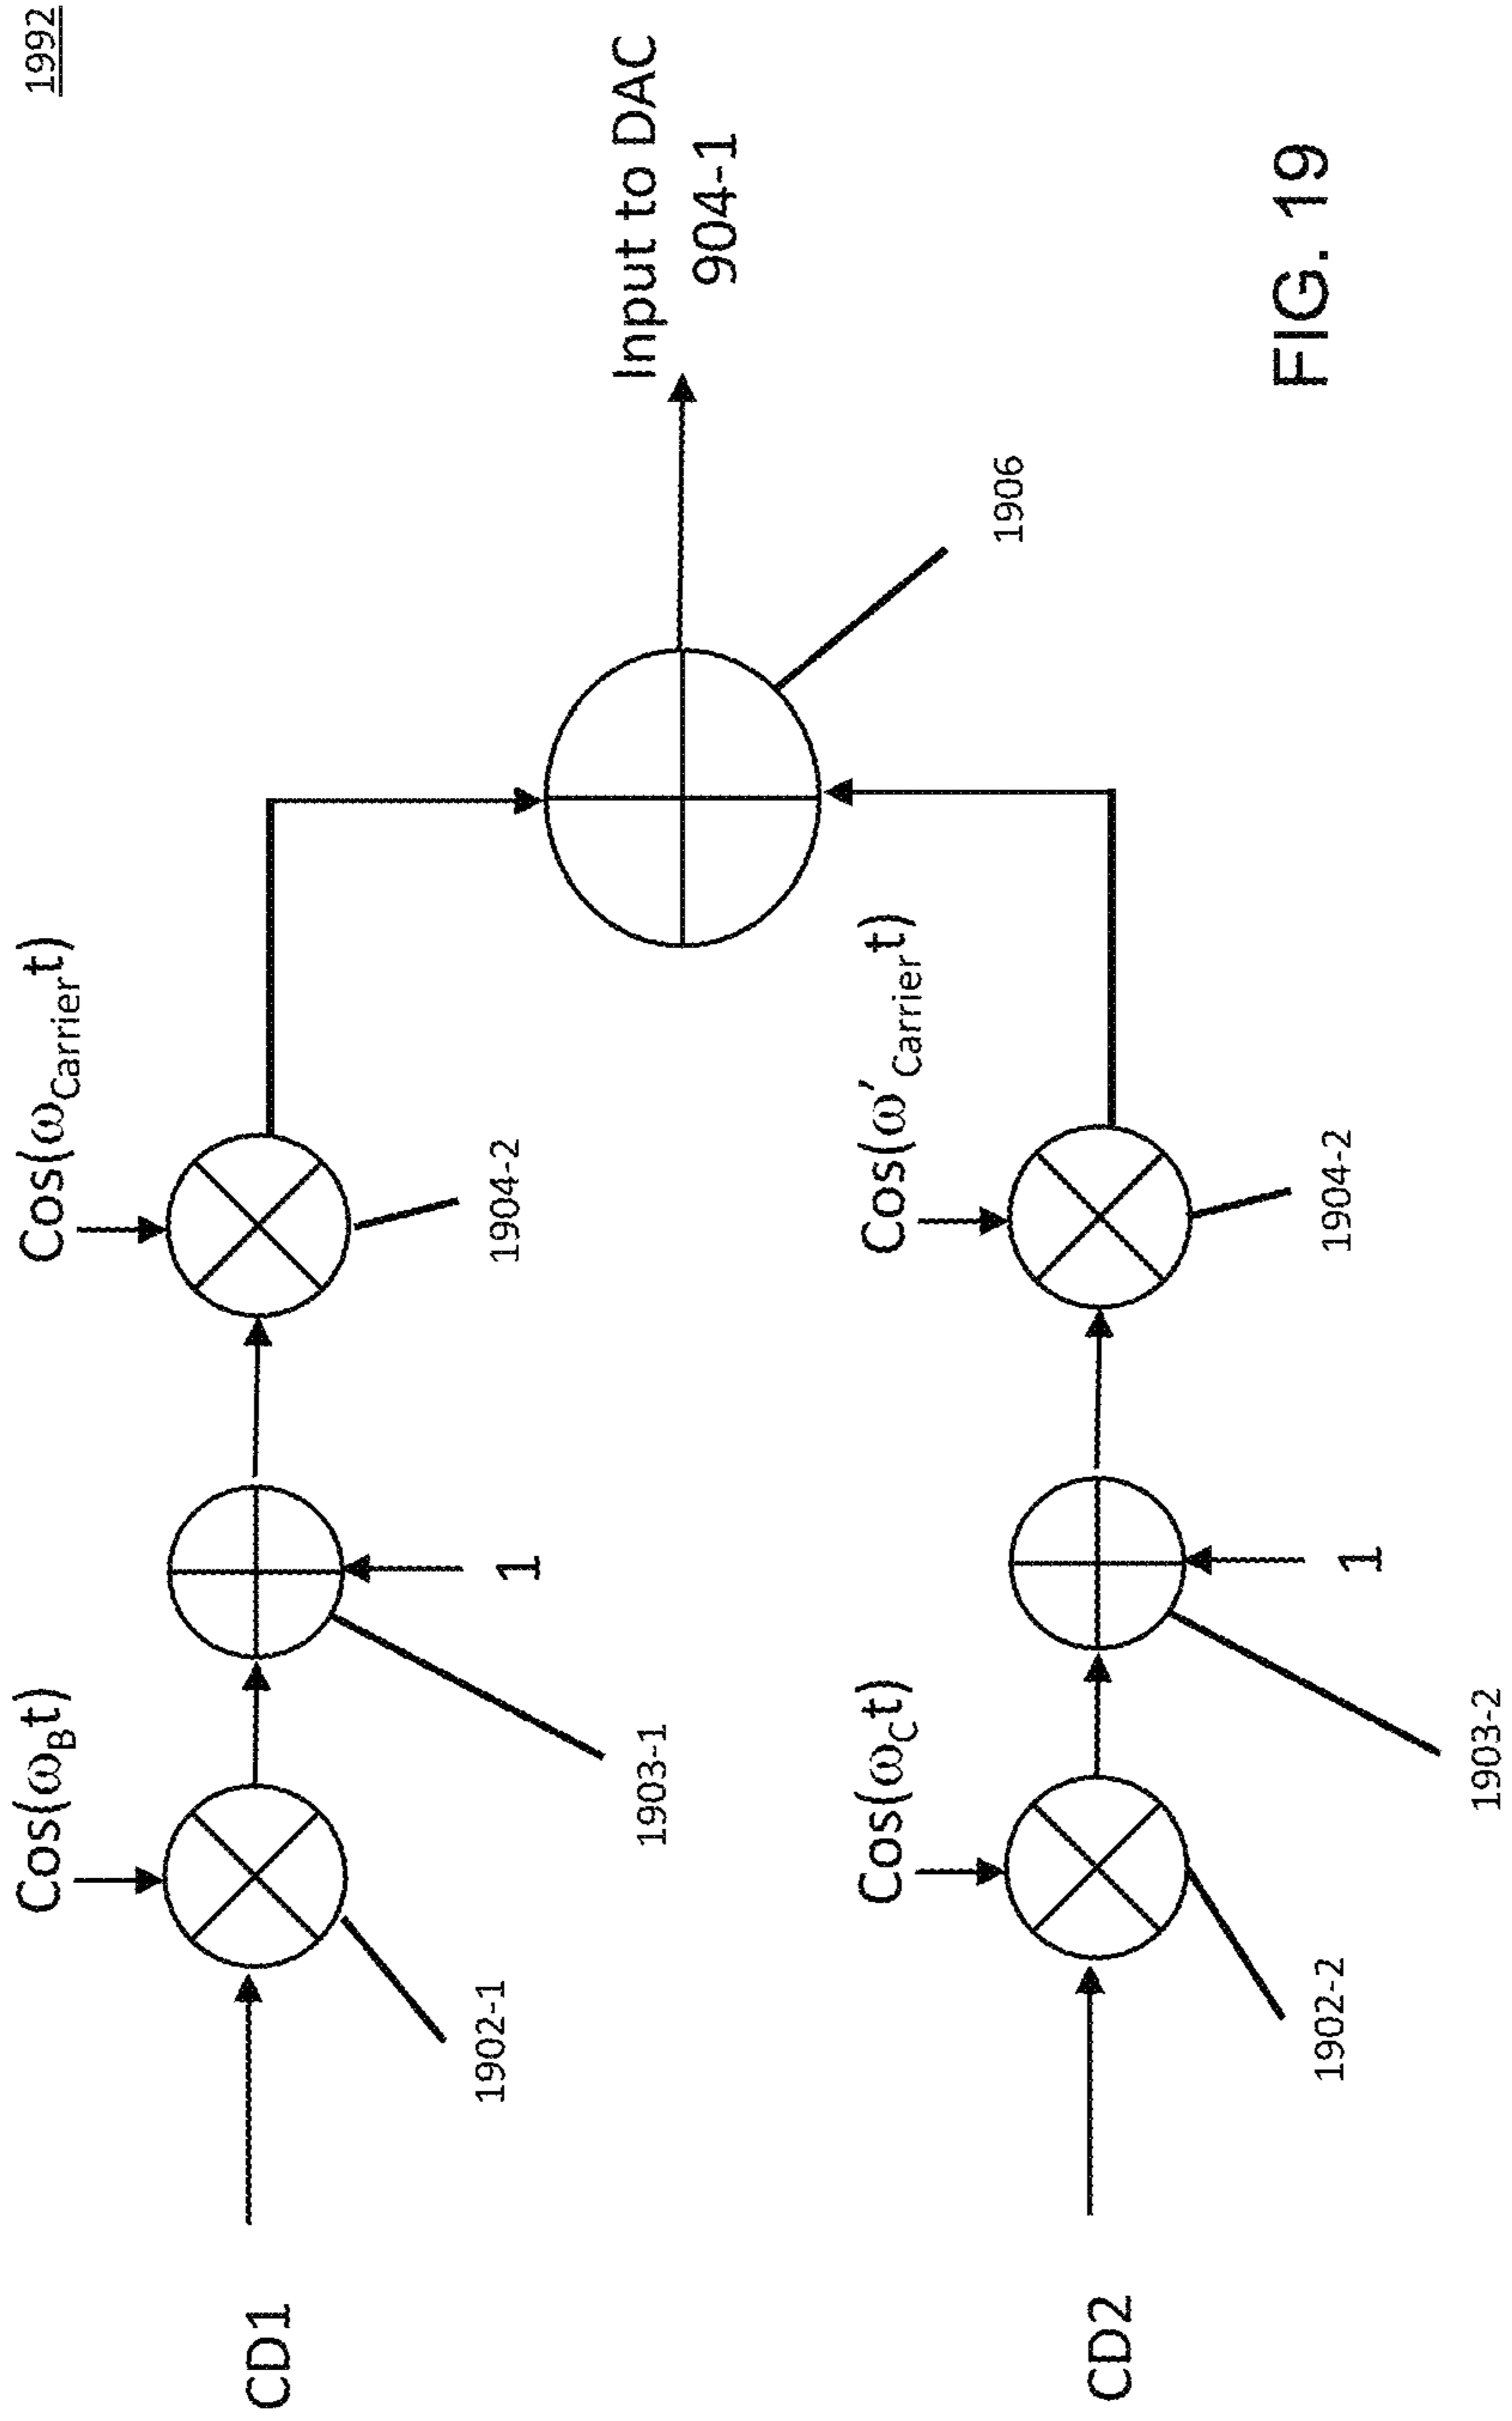 1992
Cos(ω_B t)
Cos(ω_Carrier t)
CD1
1902-1
1903-1
1
1904-2
Input to DAC
904-1
1906
Cos(ω_C t)
Cos(ω'_Carrier t)
CD2
1902-2
1903-2
1
1904-2
FIG. 19